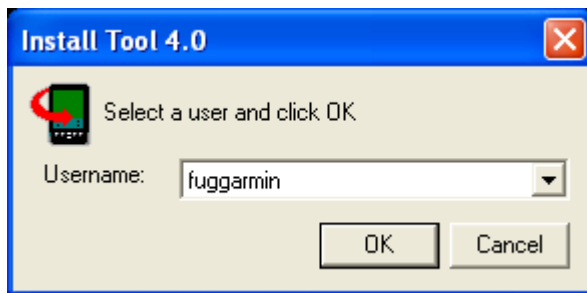 Install Tool 4.0
Select a user and click OK
Username: fuggarmin
OK Cancel